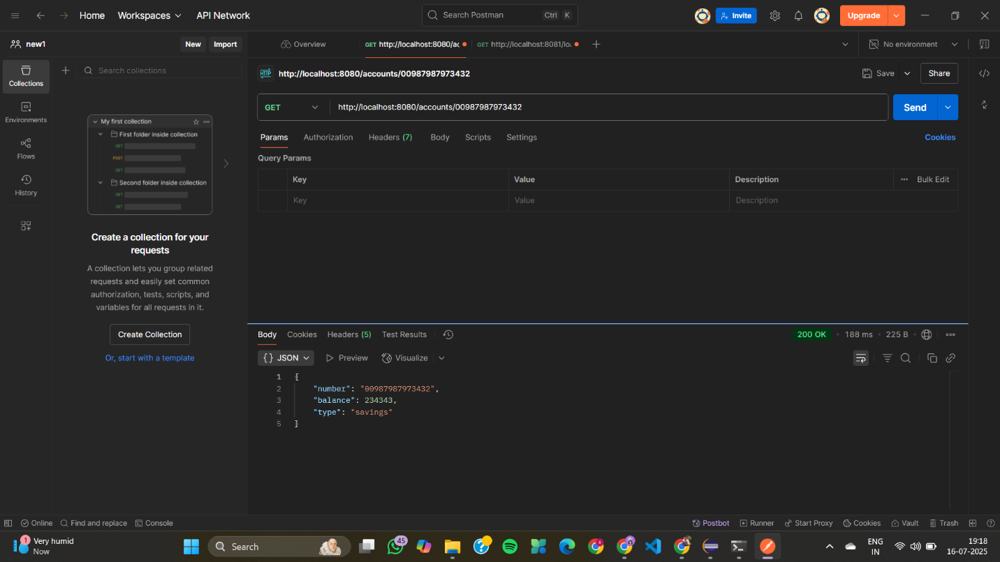 Home
Workspaces
API Network
Search Postman
Ctrl
K
Invite
Upgrade
new1
New
Import
Overview
GET http://localhost:8080/ac
GET http://localhost:8081/lo
No environment
Collections
Environments
Flows
History
Search collections
My first collection
First folder inside collection
GET
POST
GET
Second folder inside collection
GET
GET
Create a collection for your
requests
A collection lets you group related
requests and easily set common
authorization, tests, scripts, and
variables for all requests in it.
Create Collection
Or, start with a template
HTTP
http://localhost:8080/accounts/00987987973432
Save
Share
GET
http://localhost:8080/accounts/00987987973432
Send
Params
Authorization
Headers (7)
Body
Scripts
Settings
Cookies
Query Params
Key
Value
Description
Bulk Edit
Key
Value
Description
Body
Cookies
Headers (5)
Test Results
200 OK
188 ms
225 B
{} JSON
Preview
Visualize
1 {
2 "number": "00987987973432",
3 "balance": 234343,
4 "type": "savings"
5 }
Online
Find and replace
Console
Postbot
Runner
Start Proxy
Cookies
Vault
Trash
1
Very humid
Now
Search
45
ENG
IN
19:18
16-07-2025